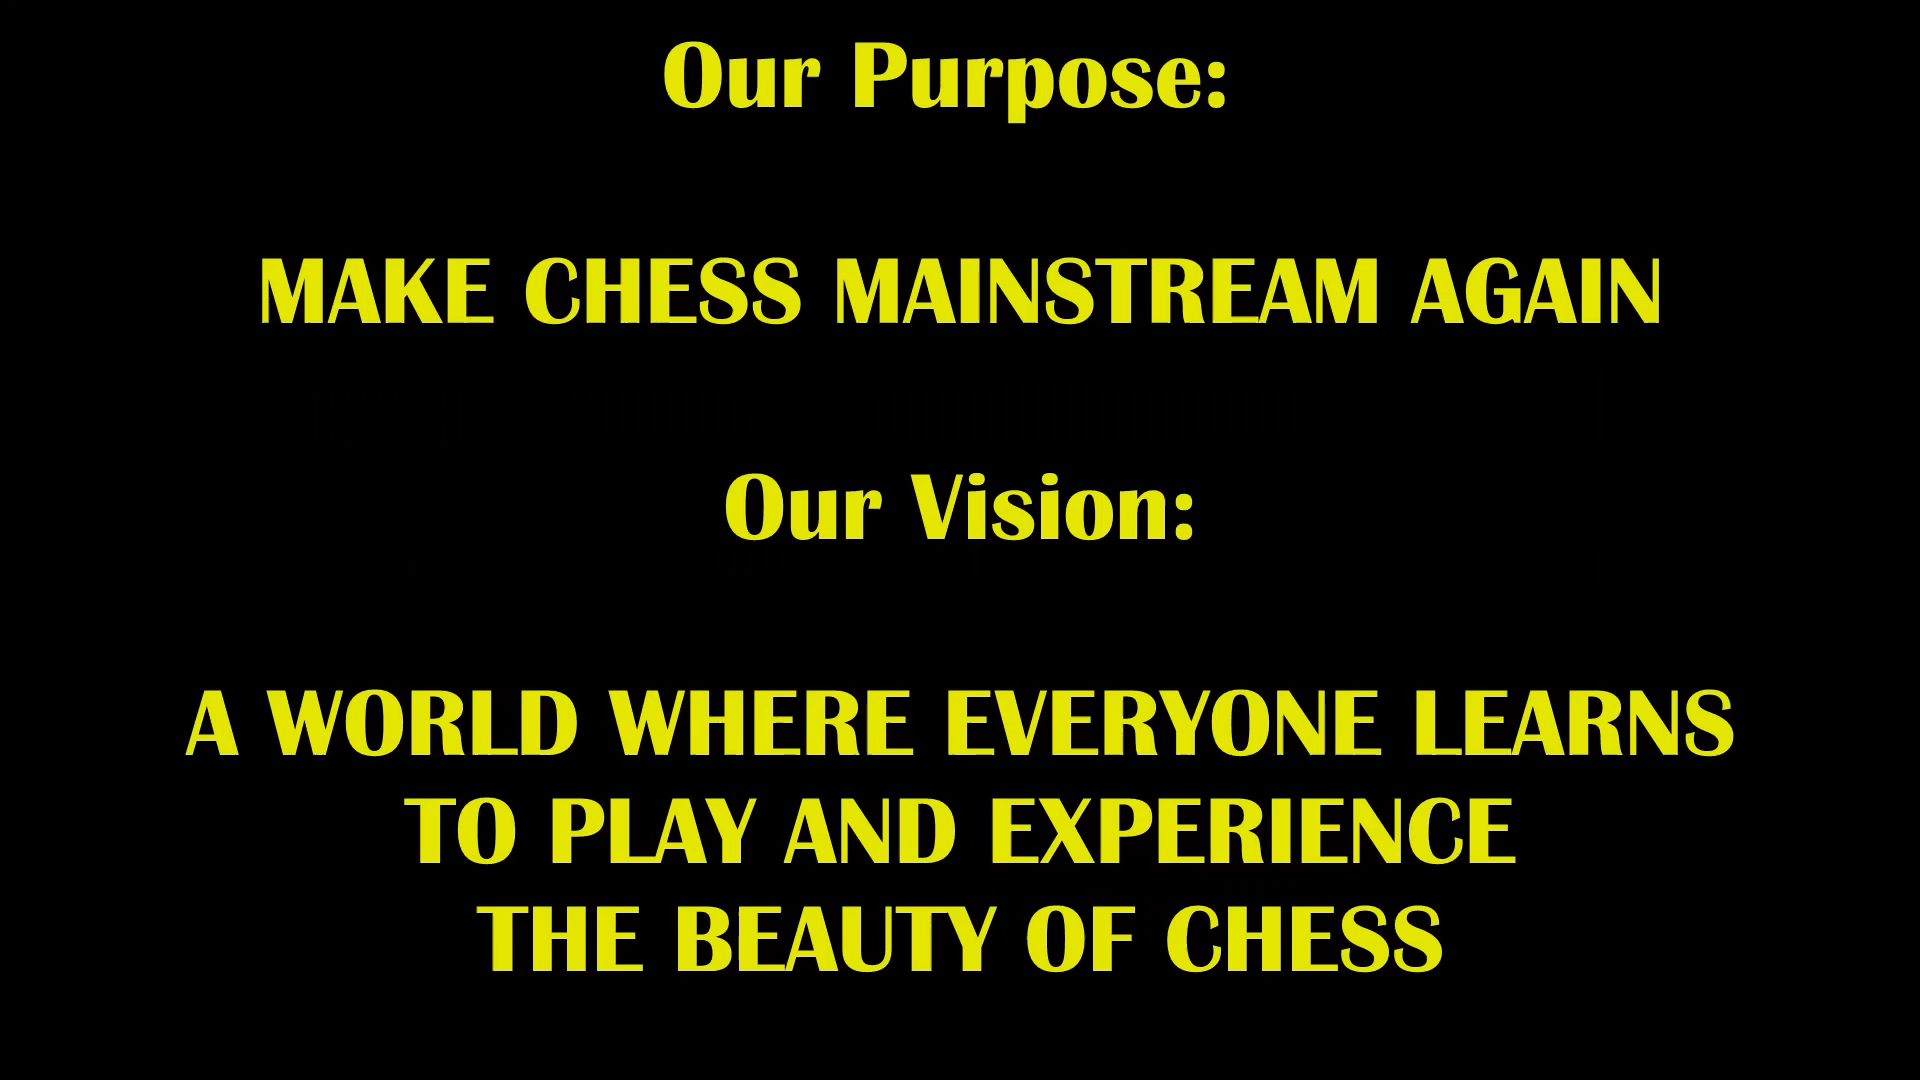 Our Purpose:
MAKE CHESS MAINSTREAM AGAIN
Our Vision:
A WORLD WHERE EVERYONE LEARNS
TO PLAY AND EXPERIENCE
THE BEAUTY OF CHESS